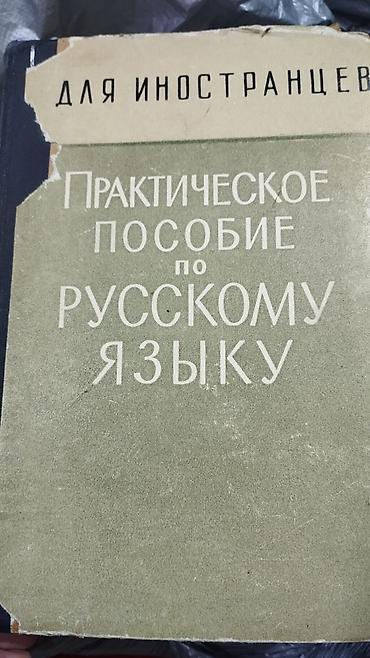 ДЛЯ ИНОСТРАНЦЕВ
ПРАКТИЧЕСКОЕ
ПОСОБИЕ
ПО
РУССКОМУ
ЯЗЫКУ